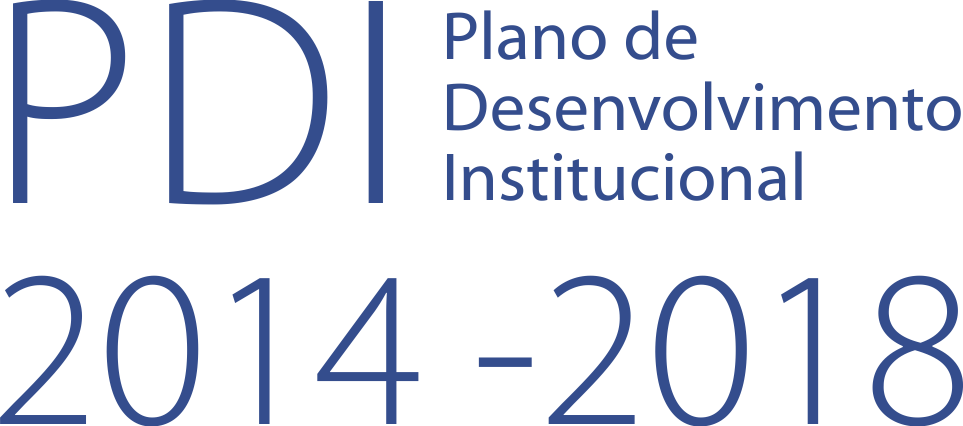 PDI
Plano de
Desenvolvimento
Institucional
2014 - 2018